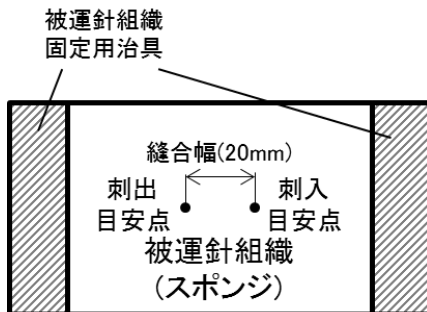 被運針組織
固定用治具
縫合幅(20mm)
刺出
目安点
刺入
目安点
被運針組織
(スポンジ)